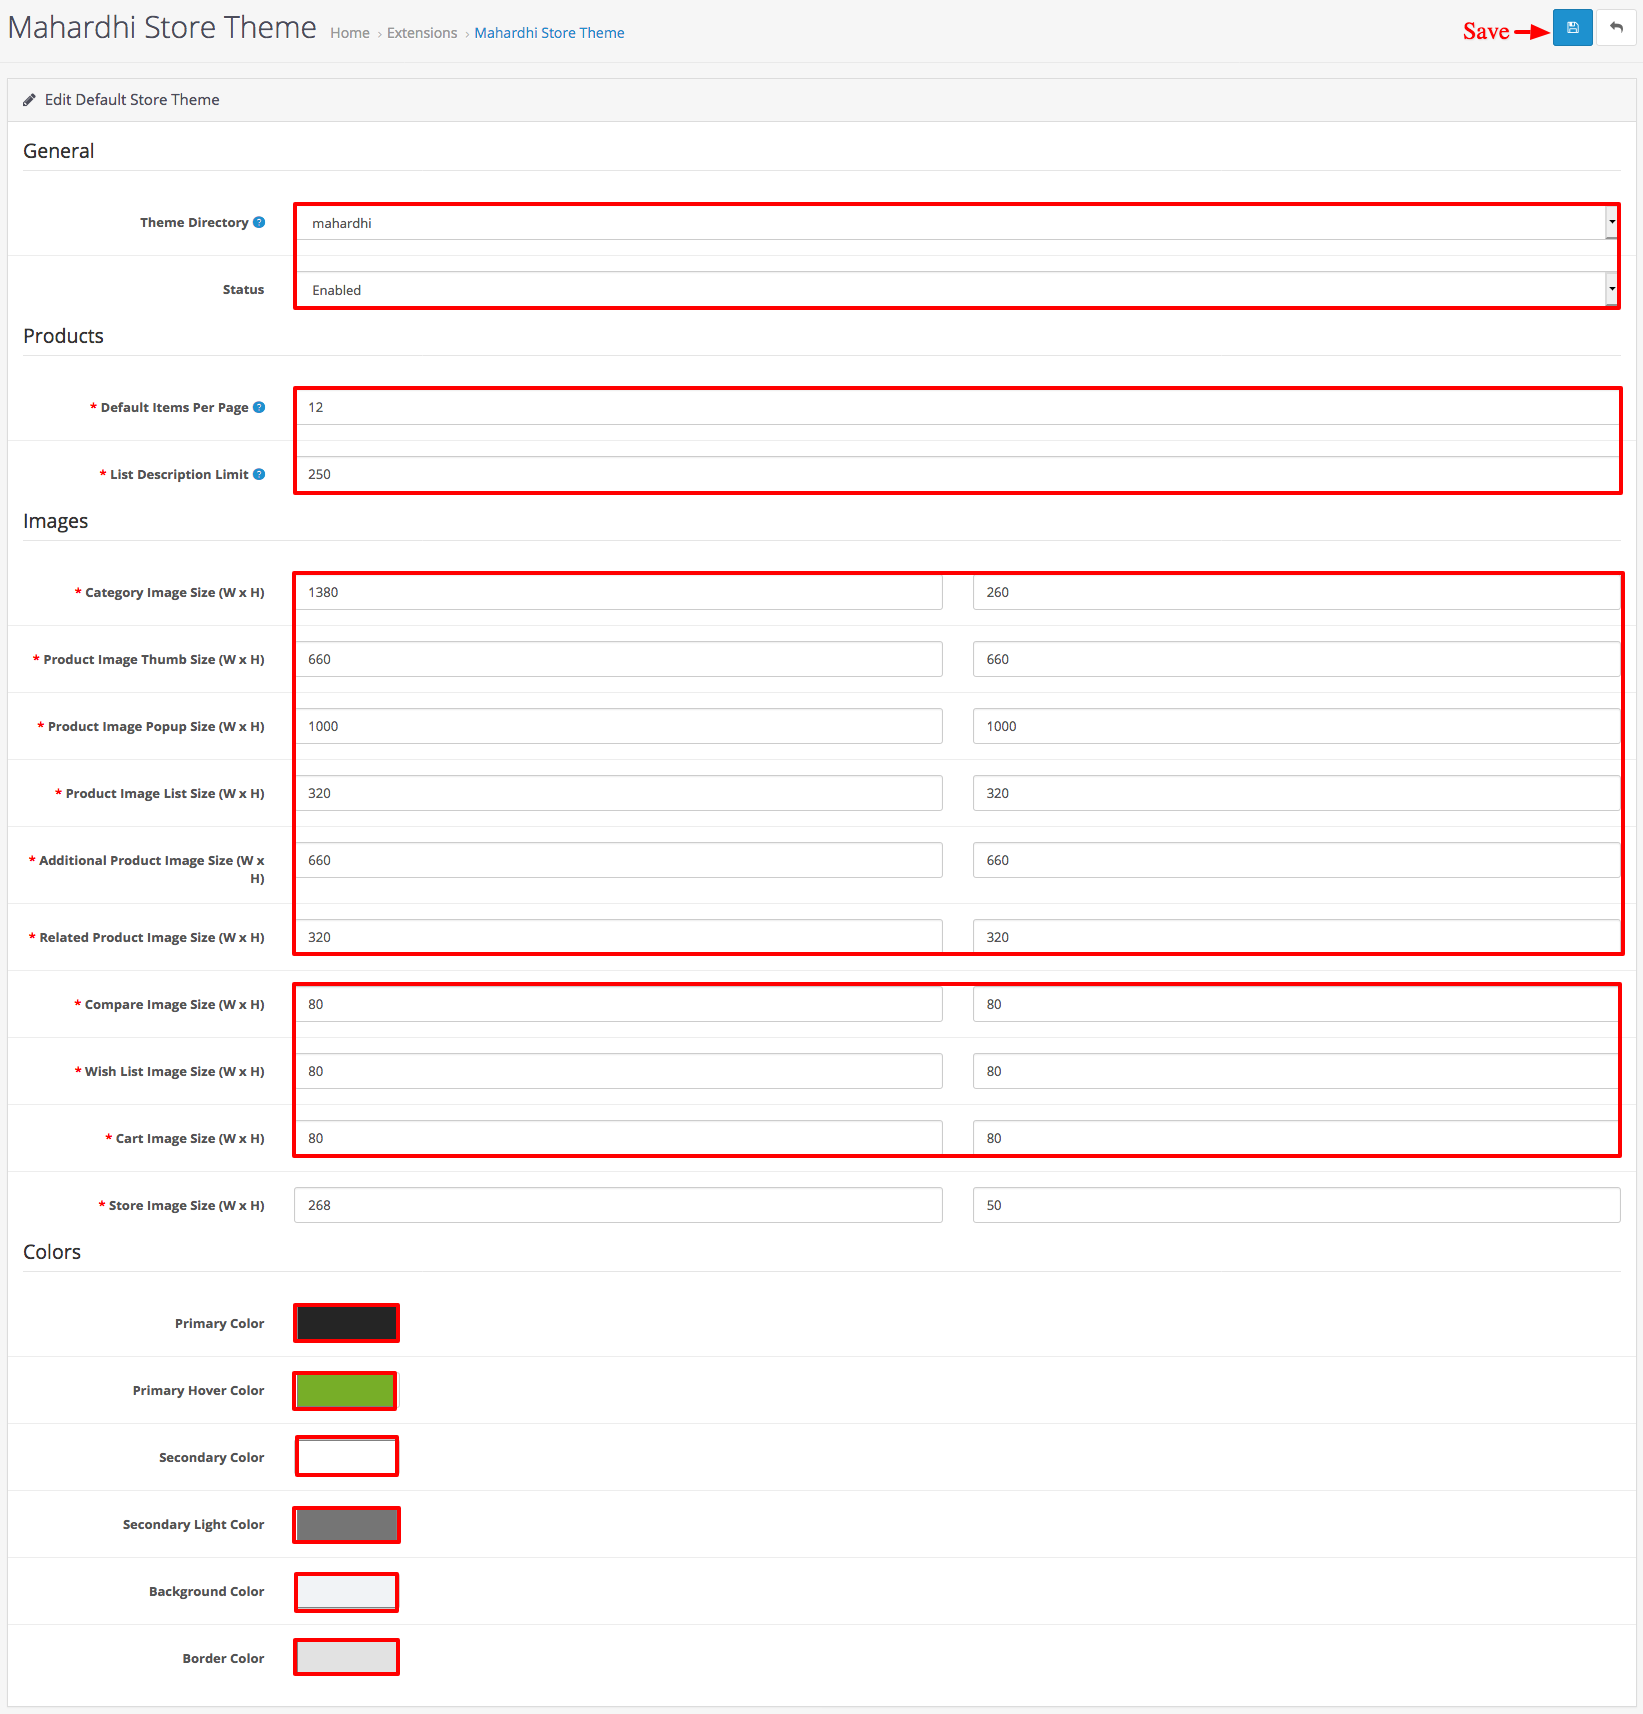 Mahardhi Store Theme Home › Extensions › Mahardhi Store Theme Save
Edit Default Store Theme
General
Theme Directory ? mahardhi
Status Enabled
Products
* Default Items Per Page ? 12
* List Description Limit ? 250
Images
* Category Image Size (W x H) 1380 260
* Product Image Thumb Size (W x H) 660 660
* Product Image Popup Size (W x H) 1000 1000
* Product Image List Size (W x H) 320 320
* Additional Product Image Size (W x 660 660
H)
* Related Product Image Size (W x H) 320 320
* Compare Image Size (W x H) 80 80
* Wish List Image Size (W x H) 80 80
* Cart Image Size (W x H) 80 80
* Store Image Size (W x H) 268 50
Colors
Primary Color
Primary Hover Color
Secondary Color
Secondary Light Color
Background Color
Border Color